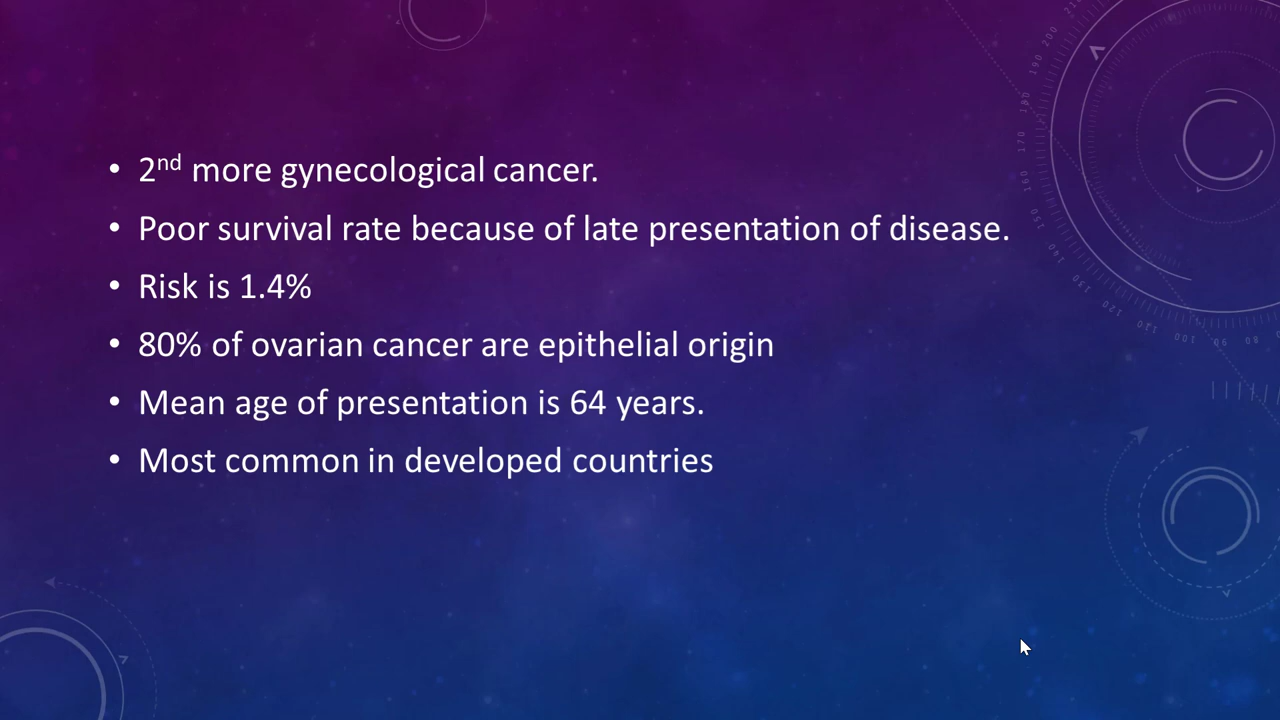 • 2nd more gynecological cancer.
• Poor survival rate because of late presentation of disease.
• Risk is 1.4%
• 80% of ovarian cancer are epithelial origin
• Mean age of presentation is 64 years.
• Most common in developed countries